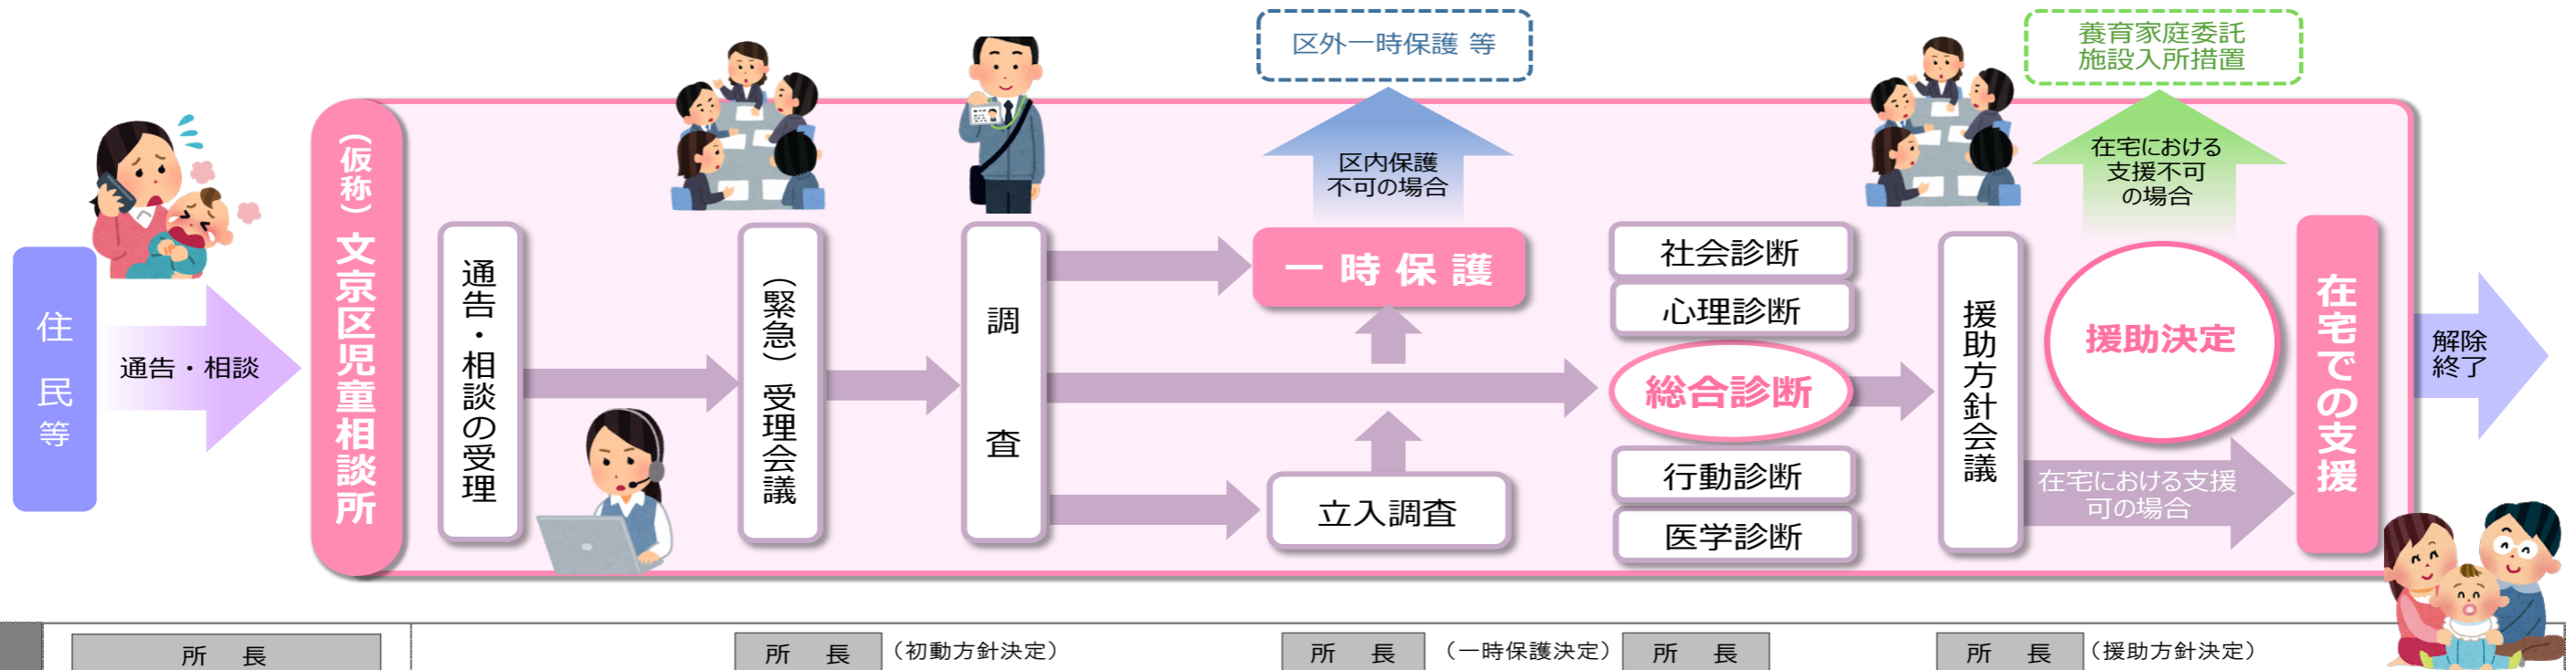 区外一時保護 等
養育家庭委託
施設入所措置
住民等
通告・相談
（仮称）文京区児童相談所
通告・相談の受理
（緊急）受理会議
調査
区内保護
不可の場合
一時保護
立入調査
社会診断
心理診断
総合診断
行動診断
医学診断
援助方針会議
在宅における
支援不可
の場合
援助決定
在宅における支援
可の場合
在宅での支援
解除
終了
所 長
所 長 （初動方針決定）
所 長 （一時保護決定）
所 長
所 長 （援助方針決定）